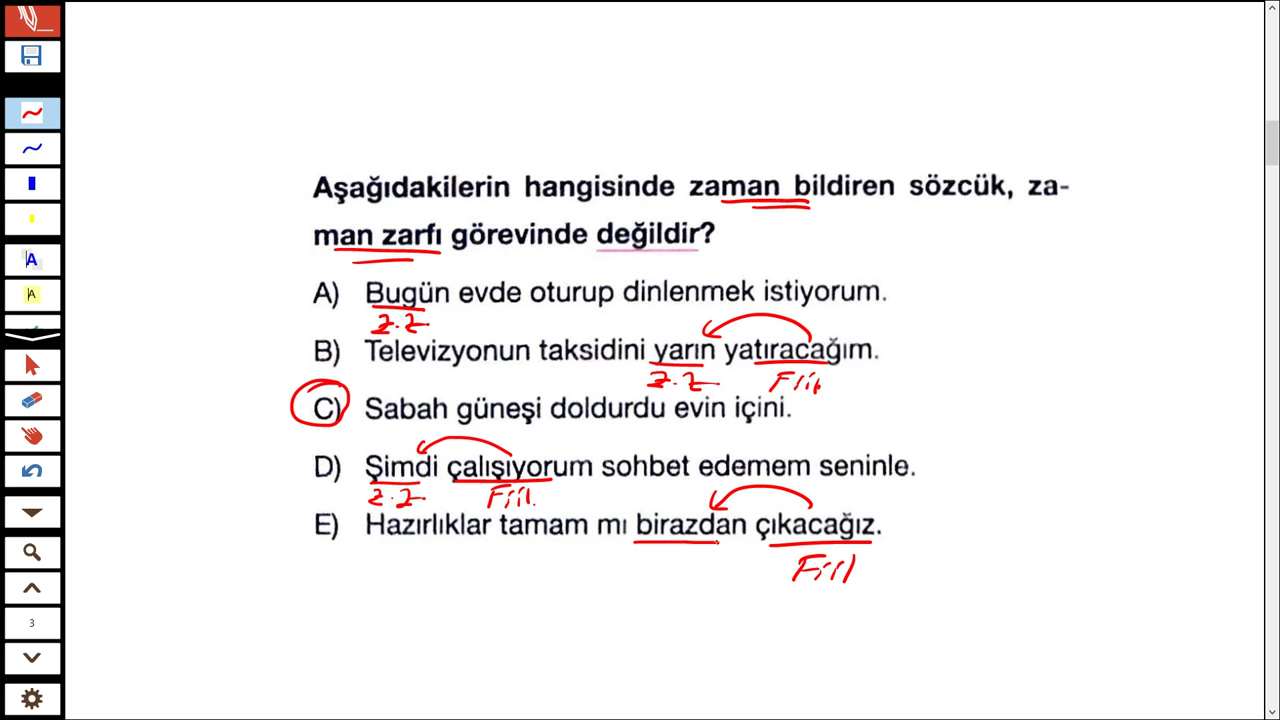 Aşağıdakilerin hangisinde zaman bildiren sözcük, za-
man zarfı görevinde değildir?
A) Bugün evde oturup dinlenmek istiyorum.
Z.Z
B) Televizyonun taksidini yarın yatıracağım.
Z.Z Fiil
C) Sabah güneşi doldurdu evin içini.
D) Şimdi çalışıyorum sohbet edemem seninle.
Z.Z Fiil.
E) Hazırlıklar tamam mı birazdan çıkacağız.
Fiil
A
A
3